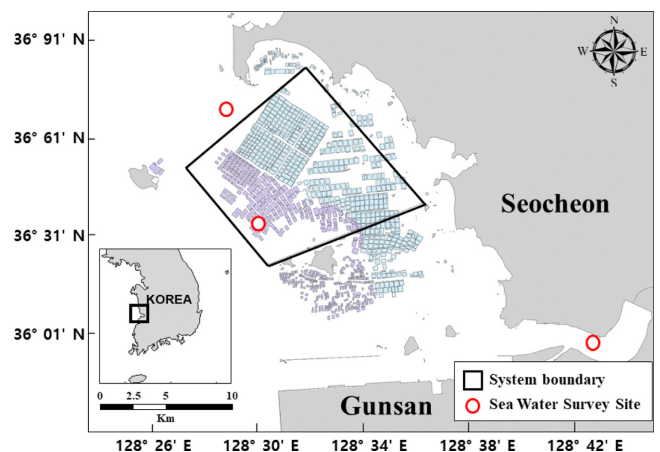 36° 91' N
36° 61' N
36° 31' N
36° 01' N
N
W E
S
Seocheon
KOREA
0 2.5 5 10
Km
Gunsan
System boundary
Sea Water Survey Site
128° 26' E 128° 30' E 128° 34' E 128° 38' E 128° 42' E